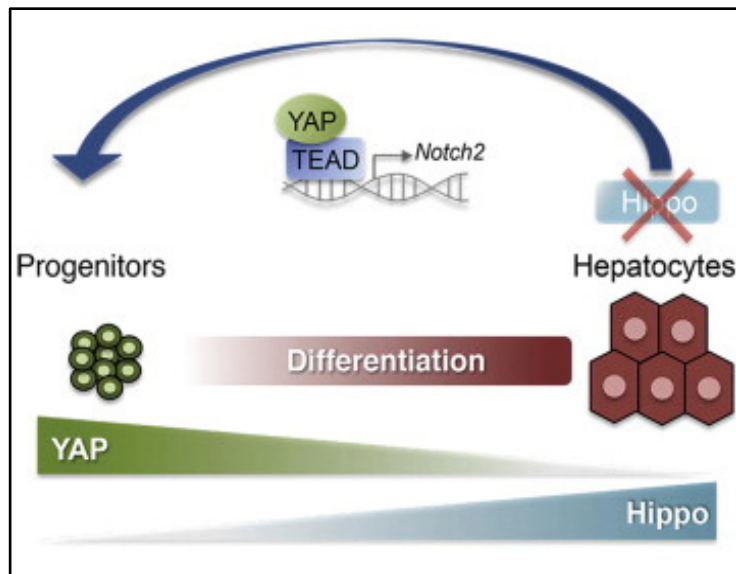 YAP
TEAD
Notch2
Hippo
Progenitors
Hepatocytes
Differentiation
YAP
Hippo